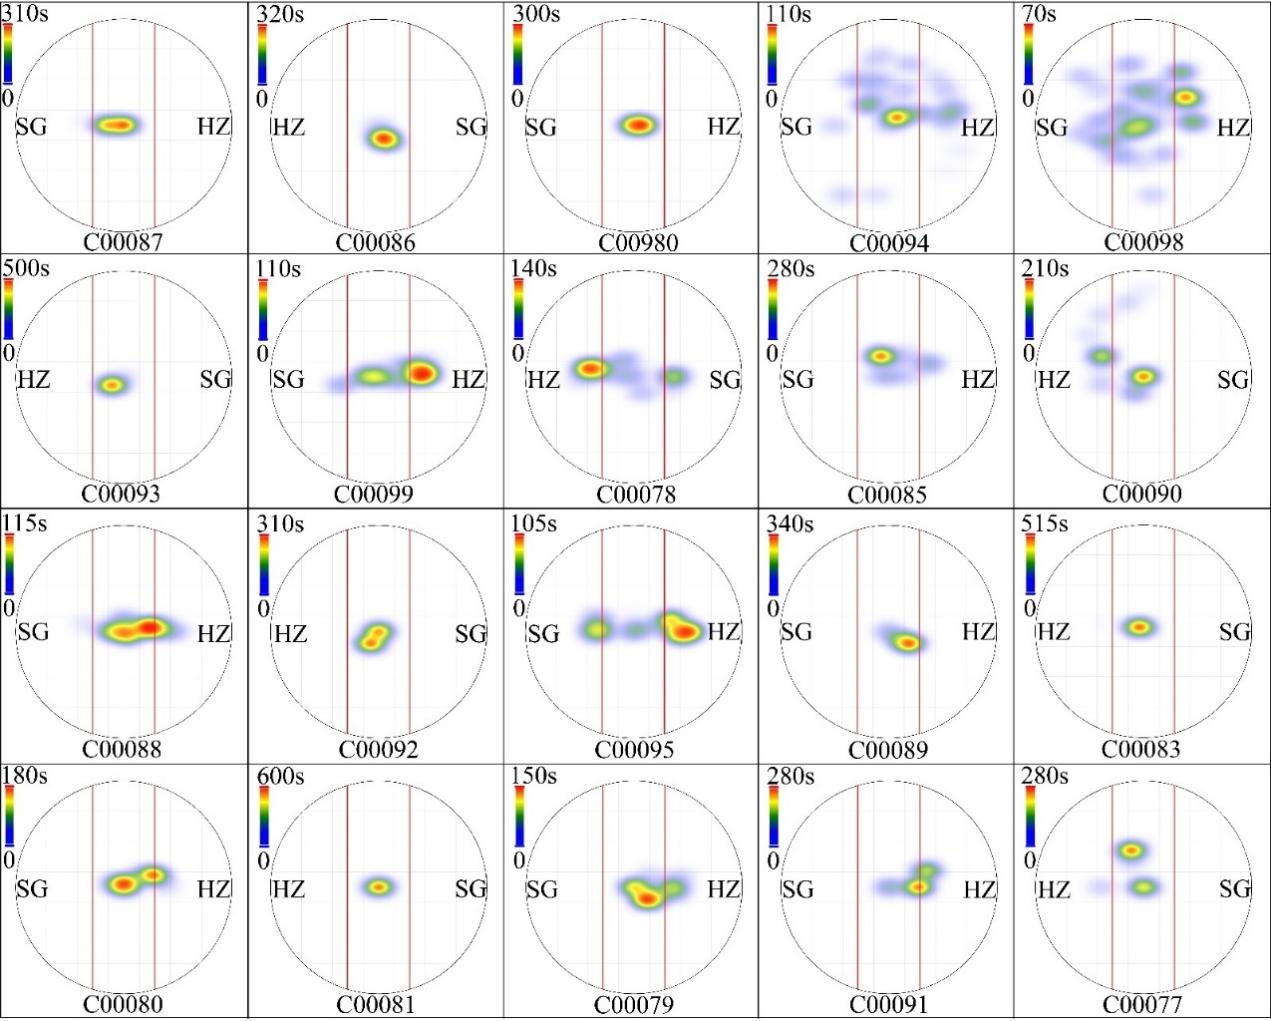 310s 320s 300s 110s 70s
0 0 0 0 0
SG HZ HZ SG SG HZ SG HZ SG HZ
C00087 C00086 C00980 C00094 C00098
500s 110s 140s 280s 210s
0 0 0 0 0
HZ SG SG HZ HZ SG SG HZ HZ SG
C00093 C00099 C00078 C00085 C00090
115s 310s 105s 340s 515s
0 0 0 0 0
SG HZ HZ SG SG HZ SG HZ HZ SG
C00088 C00092 C00095 C00089 C00083
180s 600s 150s 280s 280s
0 0 0 0 0
SG HZ HZ SG SG HZ SG HZ HZ SG
C00080 C00081 C00079 C00091 C00077